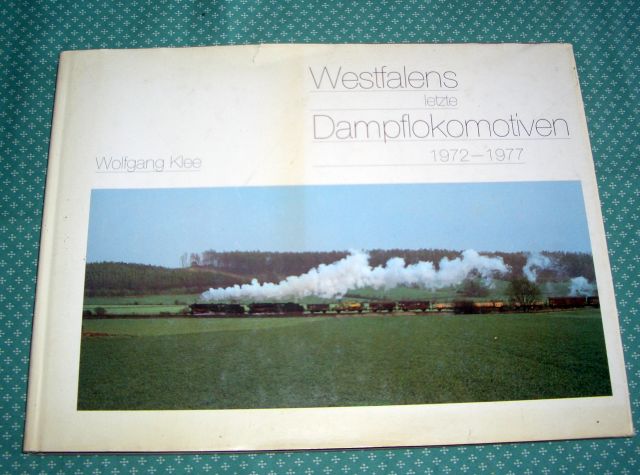 Westfalens
letzte
Dampflokomotiven
1972–1977
Wolfgang Klee